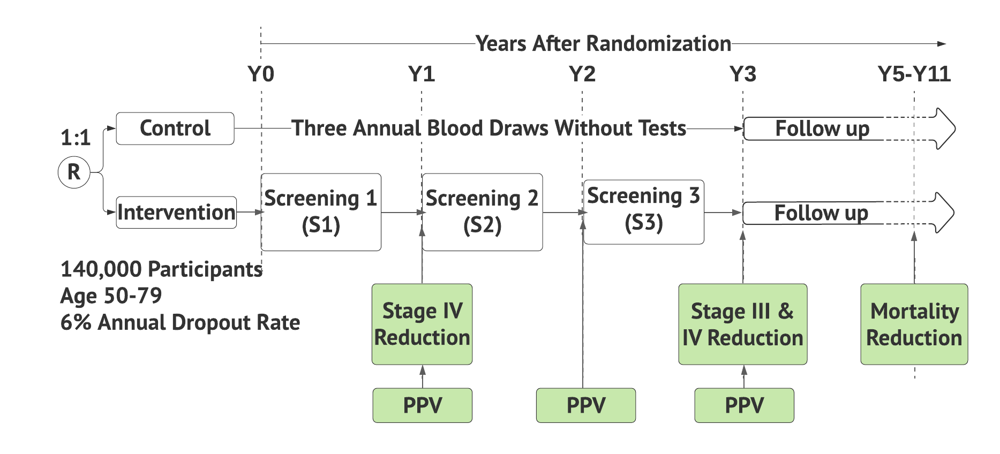 Years After Randomization
Y0 Y1 Y2 Y3 Y5-Y11
1:1
R
Control
Three Annual Blood Draws Without Tests
Follow up
Intervention
Screening 1
(S1)
Screening 2
(S2)
Screening 3
(S3)
Follow up
140,000 Participants
Age 50-79
6% Annual Dropout Rate
Stage IV
Reduction
Stage III &
IV Reduction
Mortality
Reduction
PPV
PPV
PPV